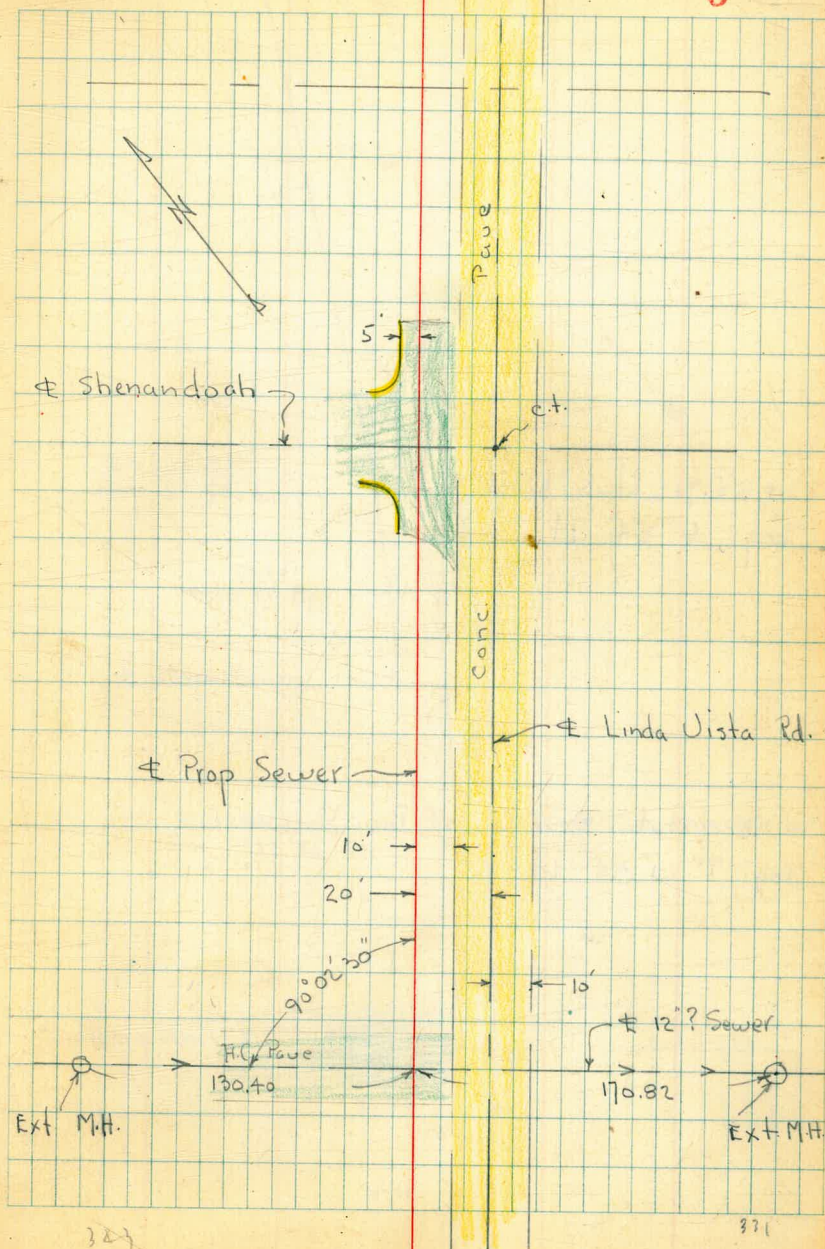 N
Pave
5'
℄ Shenandoah
c.t.
Conc.
℄ Linda Vista Rd.
℄ Prop Sewer
10'
20'
90° 02' 30"
10'
℄ 12"? Sewer
A.C. Pave
130.40
170.82
Ext M.H.
Ext. M.H.
331